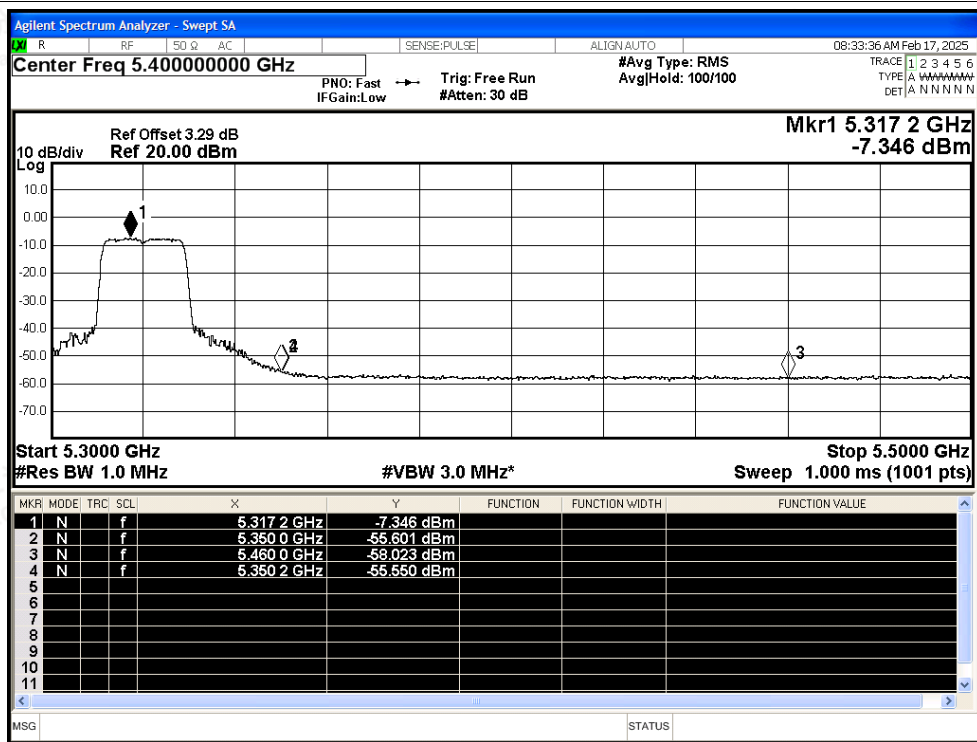 Agilent Spectrum Analyzer - Swept SA
LXI R RF 50 Ω AC SENSE:PULSE ALIGN AUTO 08:33:36 AM Feb 17, 2025
Center Freq 5.400000000 GHz
PNO: Fast
IFGain:Low
Trig: Free Run
#Atten: 30 dB
#Avg Type: RMS
Avg|Hold: 100/100
TRACE 1 2 3 4 5 6
TYPE A WWWWW
DET A N N N N N
Mkr1 5.317 2 GHz
-7.346 dBm
Ref Offset 3.29 dB
10 dB/div Ref 20.00 dBm
Log
10.0
0.00
-10.0
-20.0
-30.0
-40.0
-50.0
-60.0
-70.0
1
2
3
Start 5.3000 GHz Stop 5.5000 GHz
#Res BW 1.0 MHz #VBW 3.0 MHz* Sweep 1.000 ms (1001 pts)
MKR MODE TRC SCL X Y FUNCTION FUNCTION WIDTH FUNCTION VALUE
1 N f 5.317 2 GHz -7.346 dBm
2 N f 5.350 0 GHz -55.601 dBm
3 N f 5.460 0 GHz -58.023 dBm
4 N f 5.350 2 GHz -55.550 dBm
5
6
7
8
9
10
11
MSG STATUS